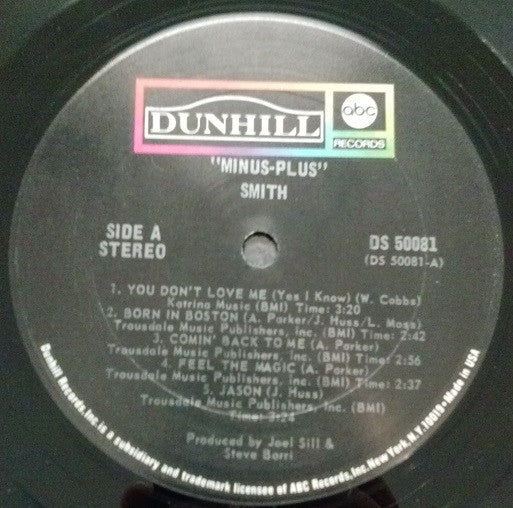 DUNHILL
abc
RECORDS
"MINUS-PLUS"
SMITH
SIDE A
STEREO
DS 50081
(DS 50081-A)
1. YOU DON'T LOVE ME (Yes I Know) (W. Cobbs)
Katrina Music (BMI) Time: 3:20
2. BORN IN BOSTON (A. Parker/J. Huss/L. Moss)
Trousdale Music Publishers, Inc. (BMI) Time: 2:42
3. COMIN' BACK TO ME (A. Parker)
Trousdale Music Publishers, Inc. (BMI) Time: 2:56
4. FEEL THE MAGIC (A. Parker)
Trousdale Music Publishers, Inc. (BMI) Time: 2:37
5. JASON (J. Huss)
Trousdale Music Publishers, Inc. (BMI)
Time: 3:24
Produced by Joel Sill &
Steve Barri
Dunhill Records, Inc. is a subsidiary and trademark licensee of ABC Records, Inc. New York, N.Y. 10019 • Made in USA